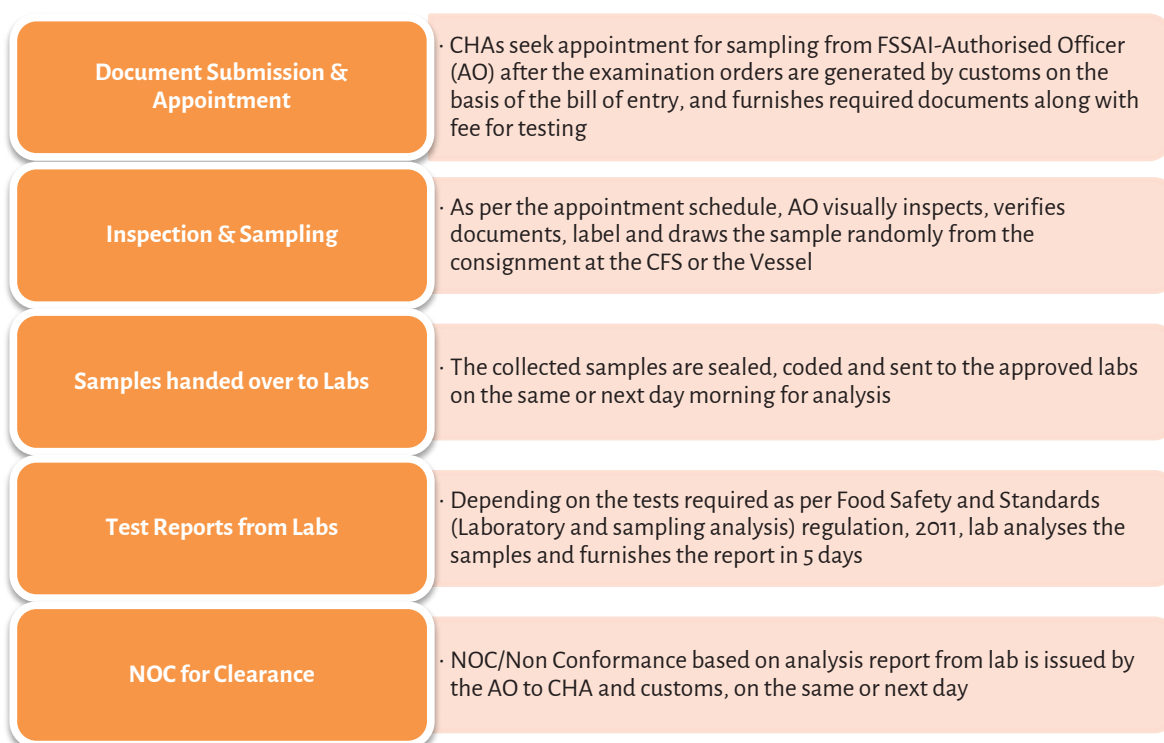 Document Submission &
Appointment
· CHAs seek appointment for sampling from FSSAI-Authorised Officer
(AO) after the examination orders are generated by customs on the
basis of the bill of entry, and furnishes required documents along with
fee for testing
Inspection & Sampling
· As per the appointment schedule, AO visually inspects, verifies
documents, label and draws the sample randomly from the
consignment at the CFS or the Vessel
Samples handed over to Labs
· The collected samples are sealed, coded and sent to the approved labs
on the same or next day morning for analysis
Test Reports from Labs
· Depending on the tests required as per Food Safety and Standards
(Laboratory and sampling analysis) regulation, 2011, lab analyses the
samples and furnishes the report in 5 days
NOC for Clearance
· NOC/Non Conformance based on analysis report from lab is issued by
the AO to CHA and customs, on the same or next day